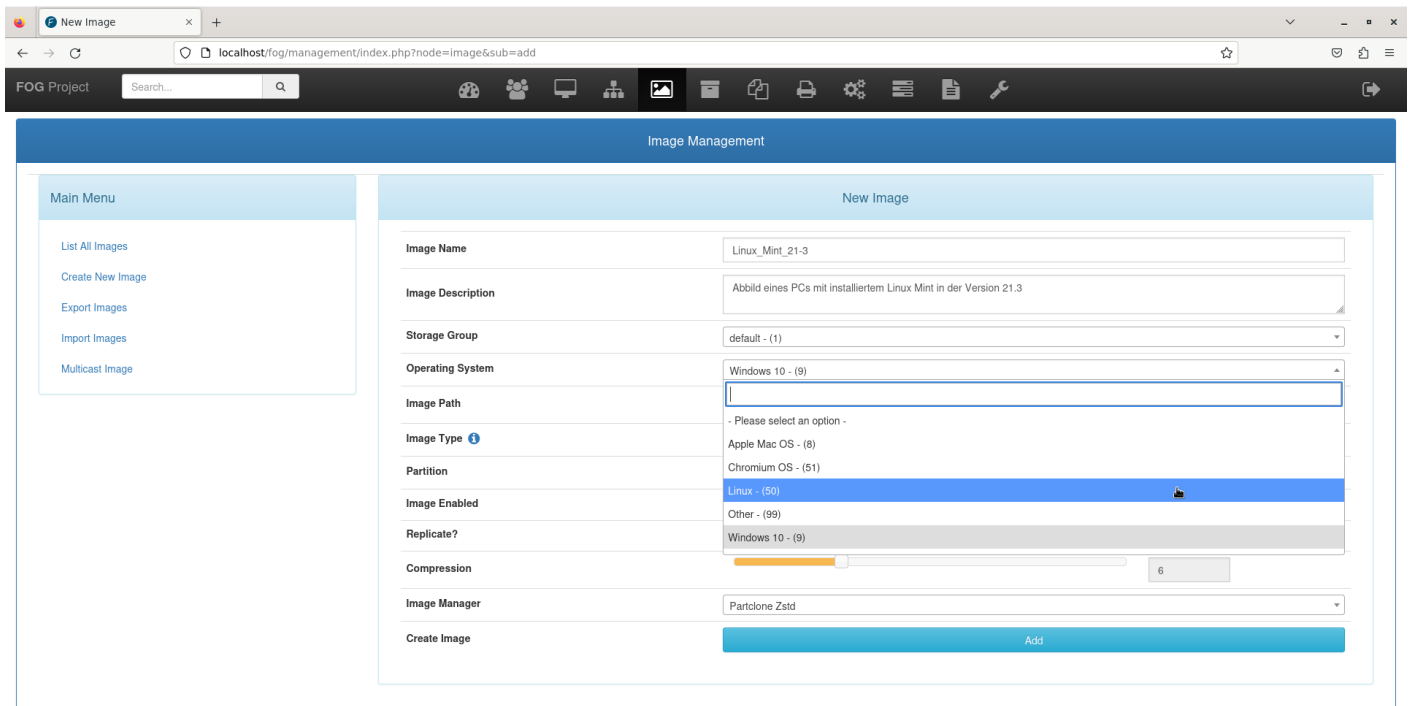 New Image
localhost/fog/management/index.php?node=image&sub=add
FOG Project
Search...
Image Management
Main Menu
List All Images
Create New Image
Export Images
Import Images
Multicast Image
New Image
Image Name
Linux_Mint_21-3
Image Description
Abbild eines PCs mit installiertem Linux Mint in der Version 21.3
Storage Group
default - (1)
Operating System
Windows 10 - (9)
- Please select an option -
Apple Mac OS - (8)
Chromium OS - (51)
Linux - (50)
Other - (99)
Windows 10 - (9)
Image Path
Image Type
Partition
Image Enabled
Replicate?
Compression
6
Image Manager
Partclone Zstd
Create Image
Add